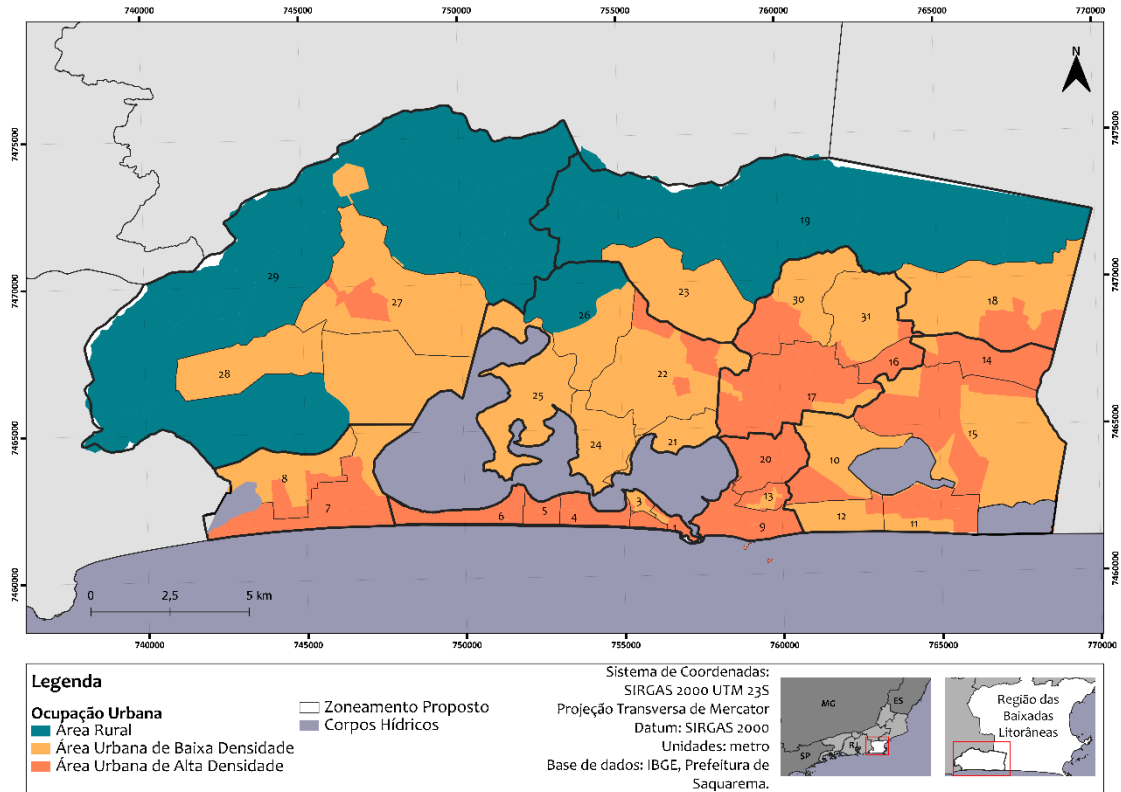 740000 745000 750000 755000 760000 765000 770000
N
7475000 7475000
19
29
7470000 7470000
23
27
26
30
31
18
28
22
16
14
17
25
7465000 7465000
24
21
20
10
15
8
7
6
5
4
3
1
13
9
12
11
7460000 7460000
0 2,5 5 km
740000 745000 750000 755000 760000 765000 770000
Legenda
Ocupação Urbana
Área Rural
Área Urbana de Baixa Densidade
Área Urbana de Alta Densidade
Zoneamento Proposto
Corpos Hídricos
Sistema de Coordenadas:
SIRGAS 2000 UTM 23S
Projeção Transversa de Mercator
Datum: SIRGAS 2000
Unidades: metro
Base de dados: IBGE, Prefeitura de
Saquarema.
MG
ES
RJ
SP
Região das
Baixadas
Litorâneas